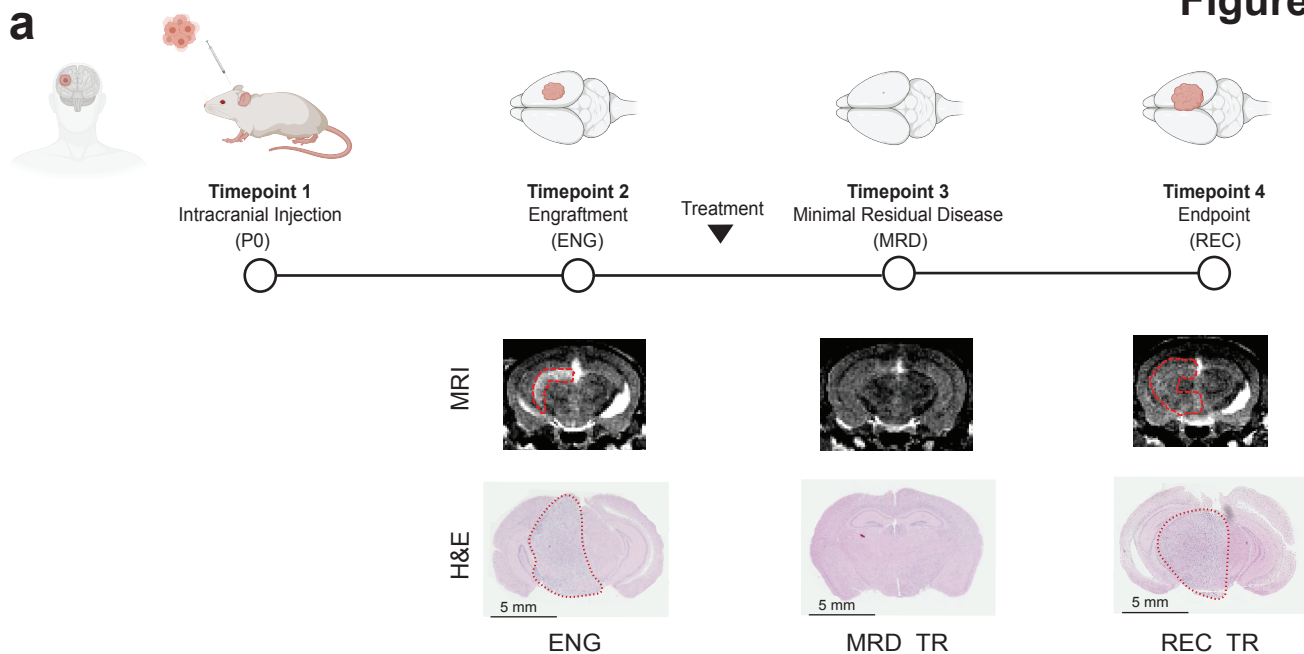 Figure
a
Timepoint 1
Intracranial Injection
(P0)
Timepoint 2
Engraftment
(ENG)
Treatment
Timepoint 3
Minimal Residual Disease
(MRD)
Timepoint 4
Endpoint
(REC)
MRI
H&E
5 mm
5 mm
5 mm
ENG
MRD TR
REC TR